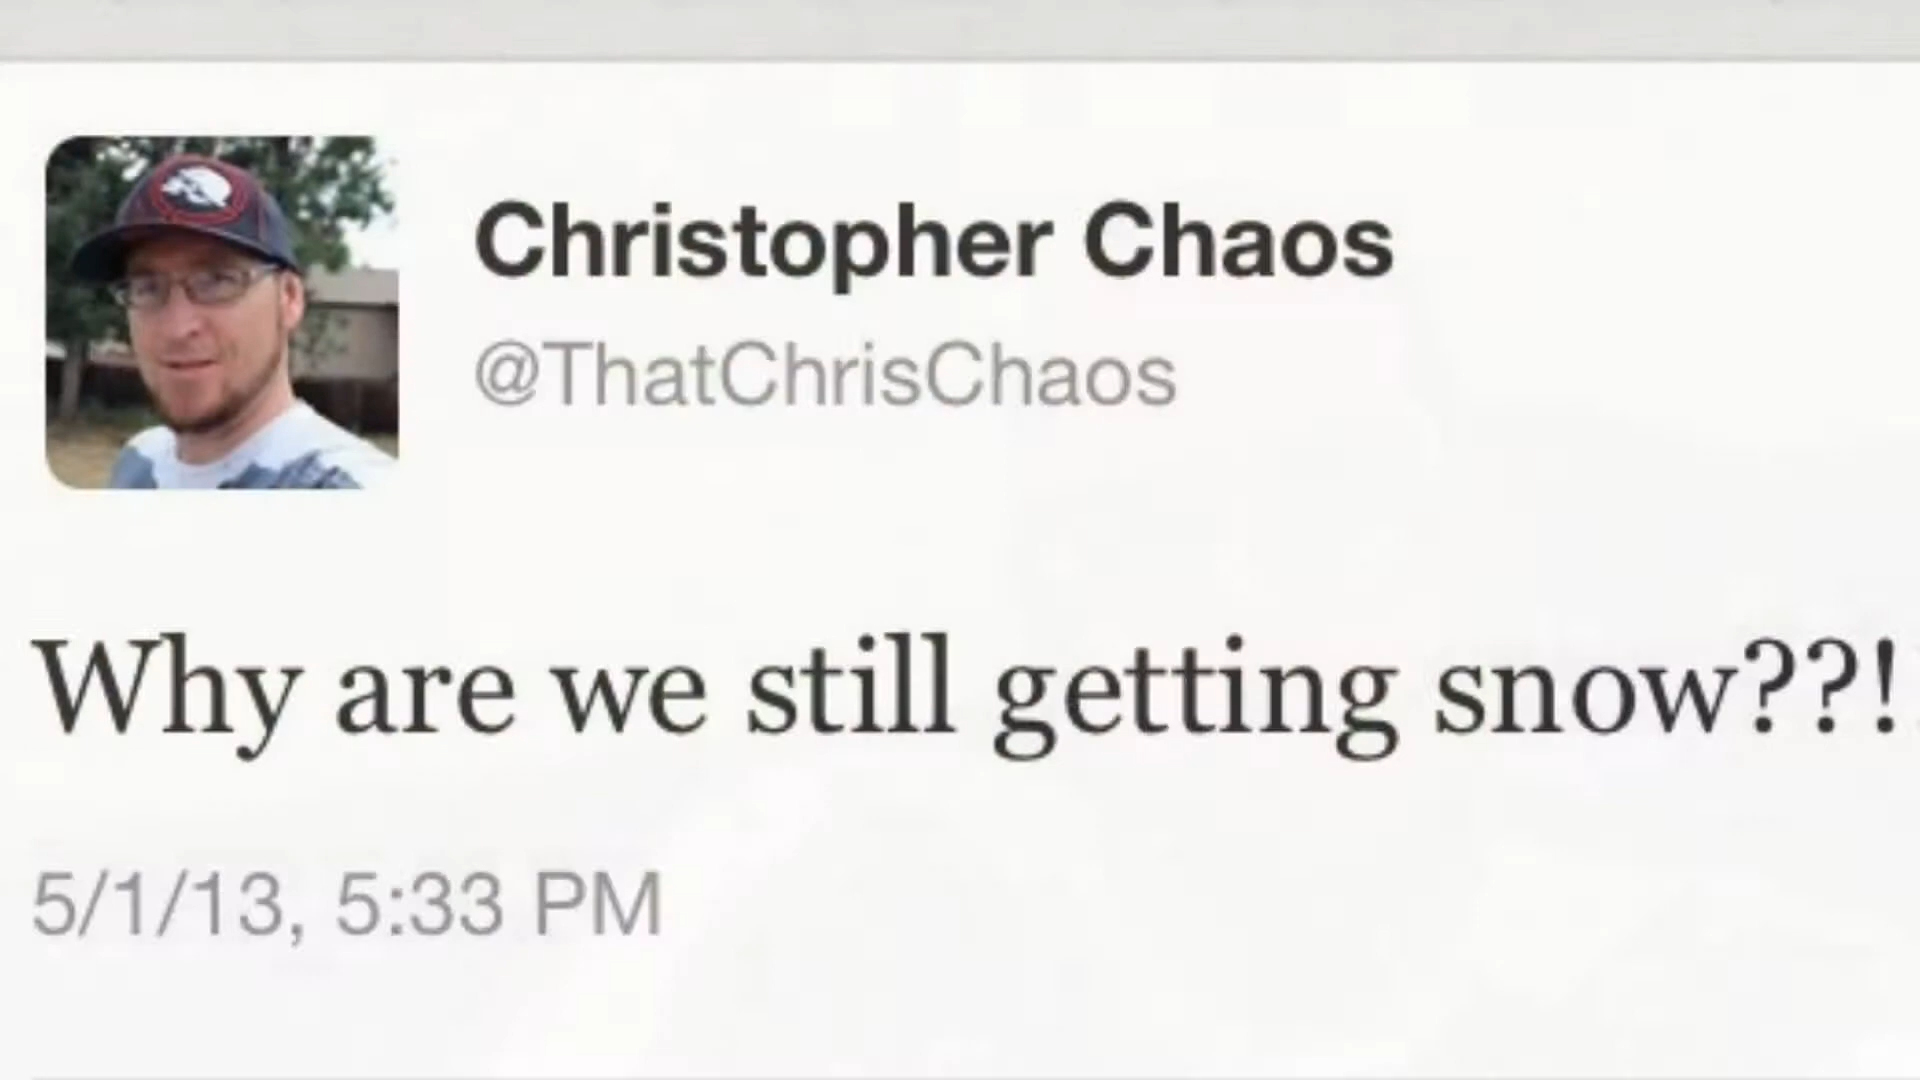 Christopher Chaos
@ThatChrisChaos
Why are we still getting snow??!
5/1/13, 5:33 PM